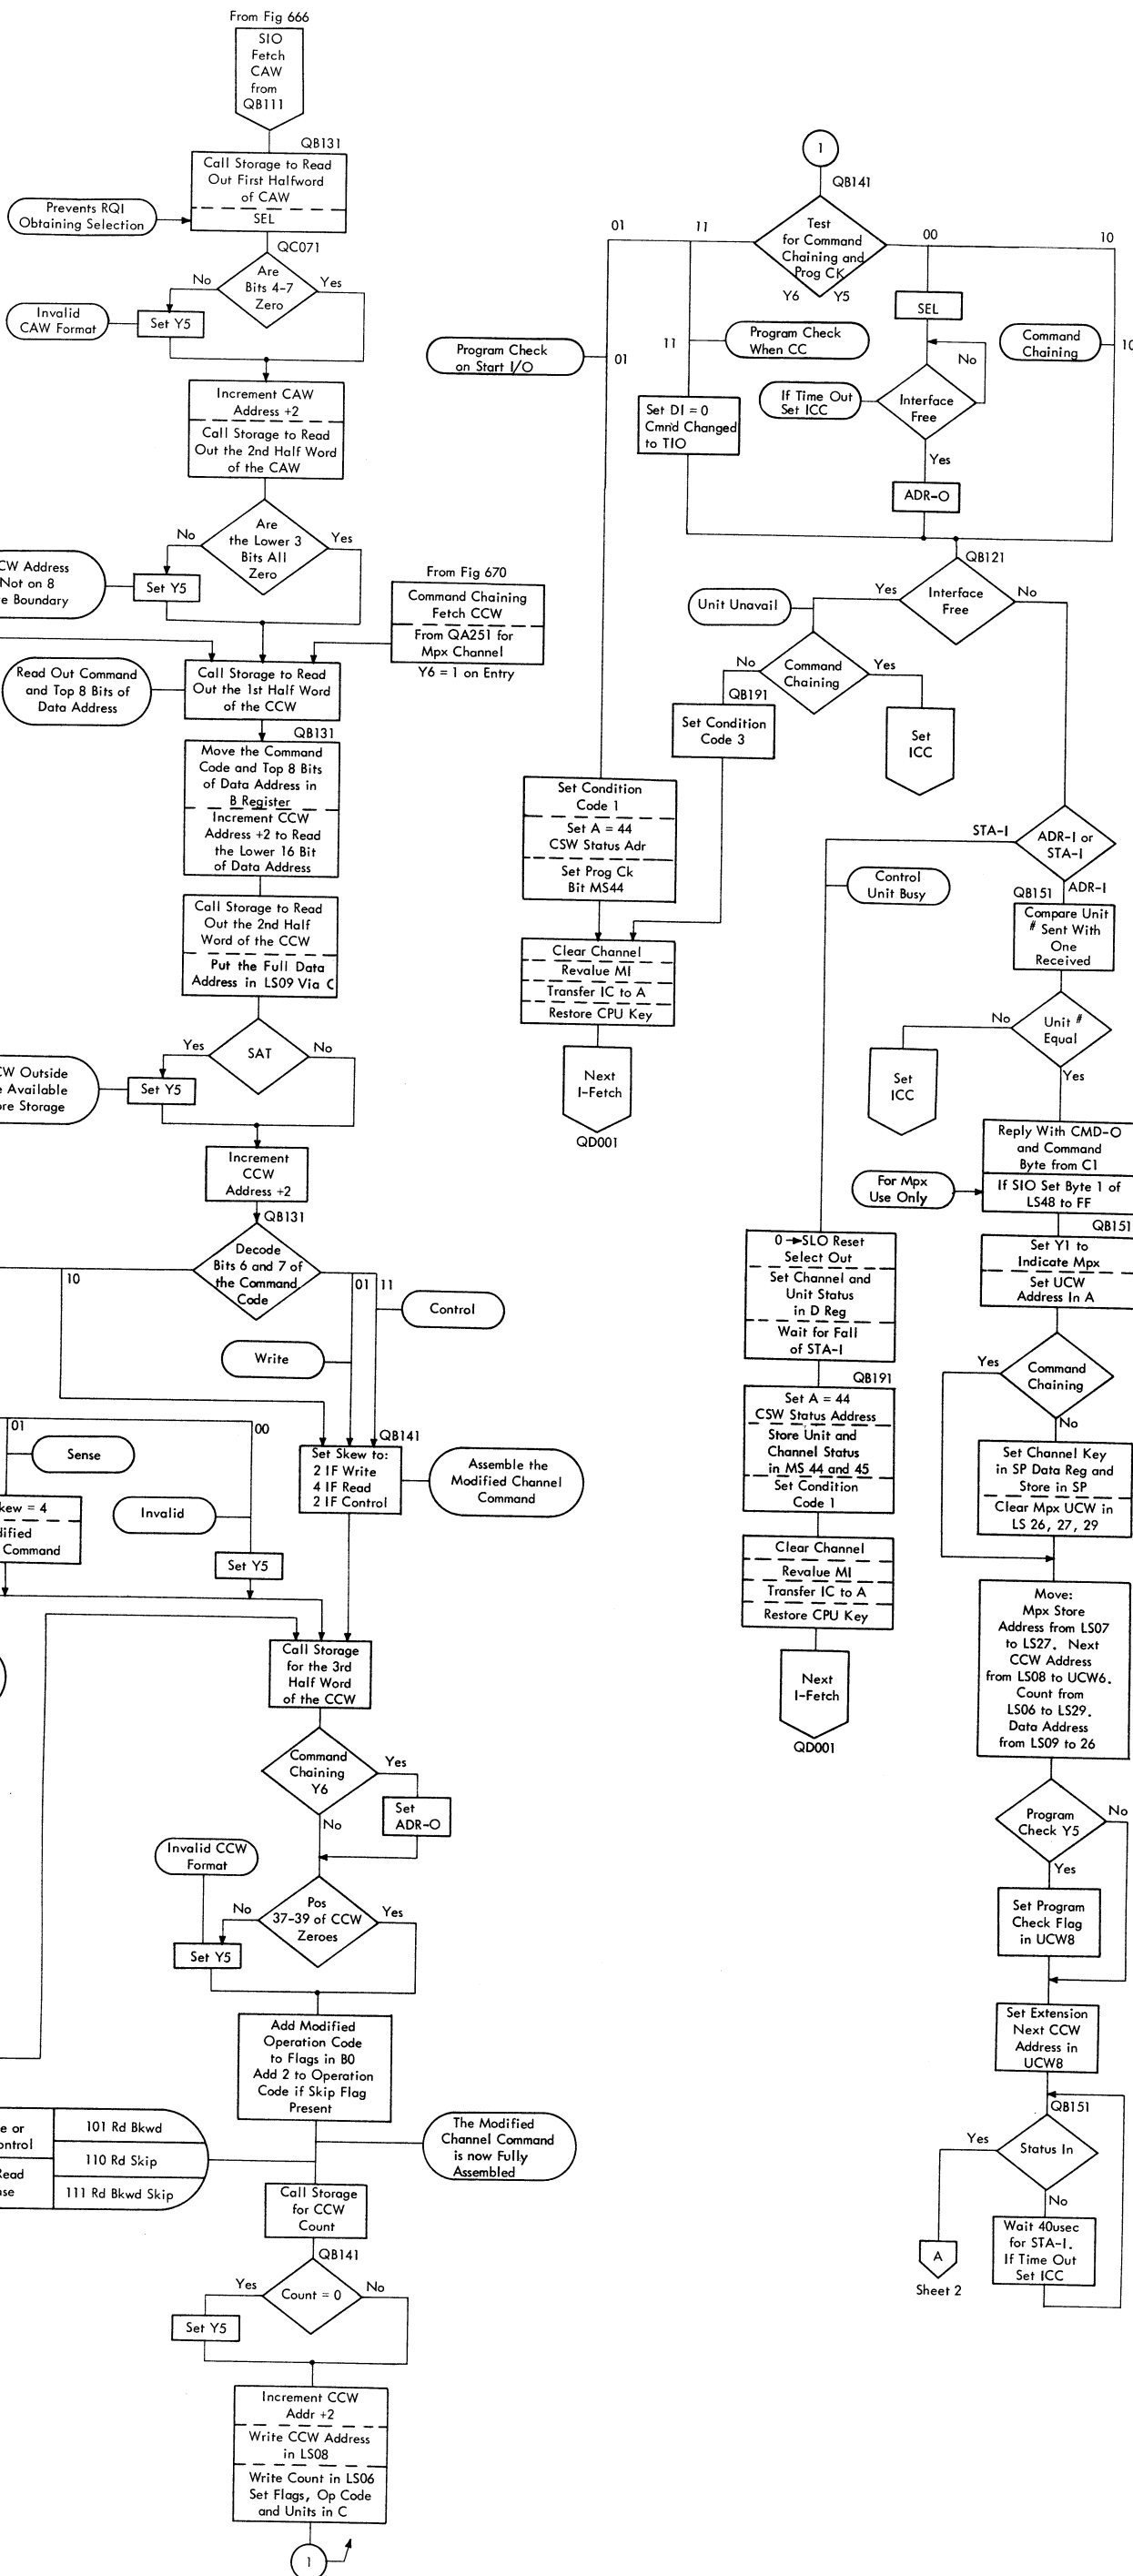 From Fig 666
SIO
Fetch
CAW
from
QB111
QB131
Call Storage to Read
Out First Halfword
of CAW
SEL
Prevents RQI
Obtaining Selection
QC071
Are
Bits 4-7
Zero
No
Yes
Invalid
CAW Format
Set Y5
Increment CAW
Address +2
Call Storage to Read
Out the 2nd Half Word
of the CAW
Are
the Lower 3
Bits All
Zero
No
Yes
CW Address
Not on 8
e Boundary
Set Y5
From Fig 670
Command Chaining
Fetch CCW
From QA251 for
Mpx Channel
Y6 = 1 on Entry
Read Out Command
and Top 8 Bits of
Data Address
Call Storage to Read
Out the 1st Half Word
of the CCW
QB131
Move the Command
Code and Top 8 Bits
of Data Address in
B Register
Increment CCW
Address +2 to Read
the Lower 16 Bit
of Data Address
Call Storage to Read
Out the 2nd Half
Word of the CCW
Put the Full Data
Address in LS09 Via C
SAT
Yes
No
CW Outside
e Available
ore Storage
Set Y5
Increment
CCW
Address +2
QB131
Decode
Bits 6 and 7 of
the Command
Code
10
01
11
Control
Write
01
00
Sense
kew = 4
dified
Command
Invalid
Set Y5
QB141
Set Skew to:
2 IF Write
4 IF Read
2 IF Control
Assemble the
Modified Channel
Command
Call Storage
for the 3rd
Half Word
of the CCW
Command
Chaining
Y6
Yes
No
Set
ADR-O
Invalid CCW
Format
Pos
37-39 of CCW
Zeroes
No
Yes
Set Y5
Add Modified
Operation Code
to Flags in B0
Add 2 to Operation
Code if Skip Flag
Present
e or
ontrol
Read
nse
101 Rd Bkwd
110 Rd Skip
111 Rd Bkwd Skip
The Modified
Channel Command
is now Fully
Assembled
Call Storage
for CCW
Count
QB141
Count = 0
Yes
No
Set Y5
Increment CCW
Addr +2
Write CCW Address
in LS08
Write Count in LS06
Set Flags, Op Code
and Units in C
1
1
QB141
Test
for Command
Chaining and
Prog CK
Y6
Y5
01
11
00
10
Program Check
on Start I/O
01
11
Program Check
When CC
SEL
Command
Chaining
10
If Time Out
Set ICC
Interface
Free
No
Yes
Set DI = 0
Cmnd Changed
to TIO
ADR-O
QB121
Interface
Free
Yes
No
Unit Unavail
Command
Chaining
No
Yes
QB191
Set Condition
Code 3
Set
ICC
Set Condition
Code 1
Set A = 44
CSW Status Adr
Set Prog Ck
Bit MS44
Clear Channel
Revalue MI
Transfer IC to A
Restore CPU Key
Next
I-Fetch
QD001
STA-I
ADR-I or
STA-I
Control
Unit Busy
QB151
ADR-I
Compare Unit
# Sent With
One
Received
Unit #
Equal
No
Yes
Set
ICC
Reply With CMD-O
and Command
Byte from C1
If SIO Set Byte 1 of
LS48 to FF
For Mpx
Use Only
QB151
Set Y1 to
Indicate Mpx
Set UCW
Address In A
0→SLO Reset
Select Out
Set Channel and
Unit Status
in D Reg
Wait for Fall
of STA-I
QB191
Set A = 44
CSW Status Address
Store Unit and
Channel Status
in MS 44 and 45
Set Condition
Code 1
Clear Channel
Revalue MI
Transfer IC to A
Restore CPU Key
Next
I-Fetch
QD001
Command
Chaining
Yes
No
Set Channel Key
in SP Data Reg and
Store in SP
Clear Mpx UCW in
LS 26, 27, 29
Move:
Mpx Store
Address from LS07
to LS27. Next
CCW Address
from LS08 to UCW6.
Count from
LS06 to LS29.
Data Address
from LS09 to 26
Program
Check Y5
No
Yes
Set Program
Check Flag
in UCW8
Set Extension
Next CCW
Address in
UCW8
QB151
Status In
Yes
No
Wait 40usec
for STA-I.
If Time Out
Set ICC
A
Sheet 2